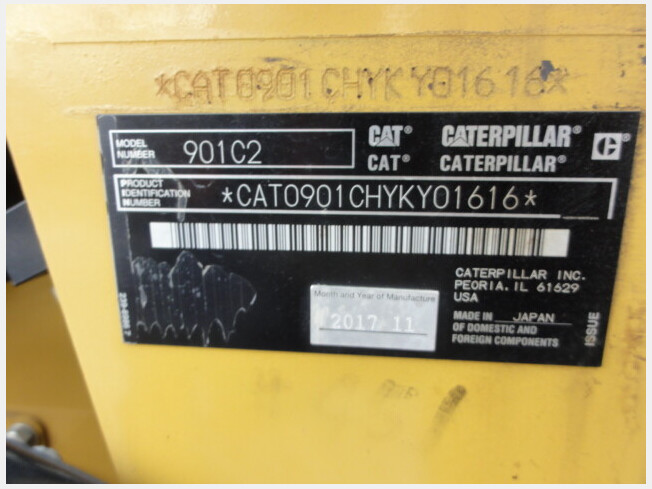 *CAT0901CHYKY01616*
MODEL NUMBER 901C2
CAT® CATERPILLAR®
CAT® CATERPILLAR®
PRODUCT IDENTIFICATION NUMBER *CAT0901CHYKY01616*
CATERPILLAR INC.
PEORIA, IL 61629
USA
Month and Year of Manufacture
2017 11
MADE IN JAPAN
OF DOMESTIC AND
FOREIGN COMPONENTS
ISSUE